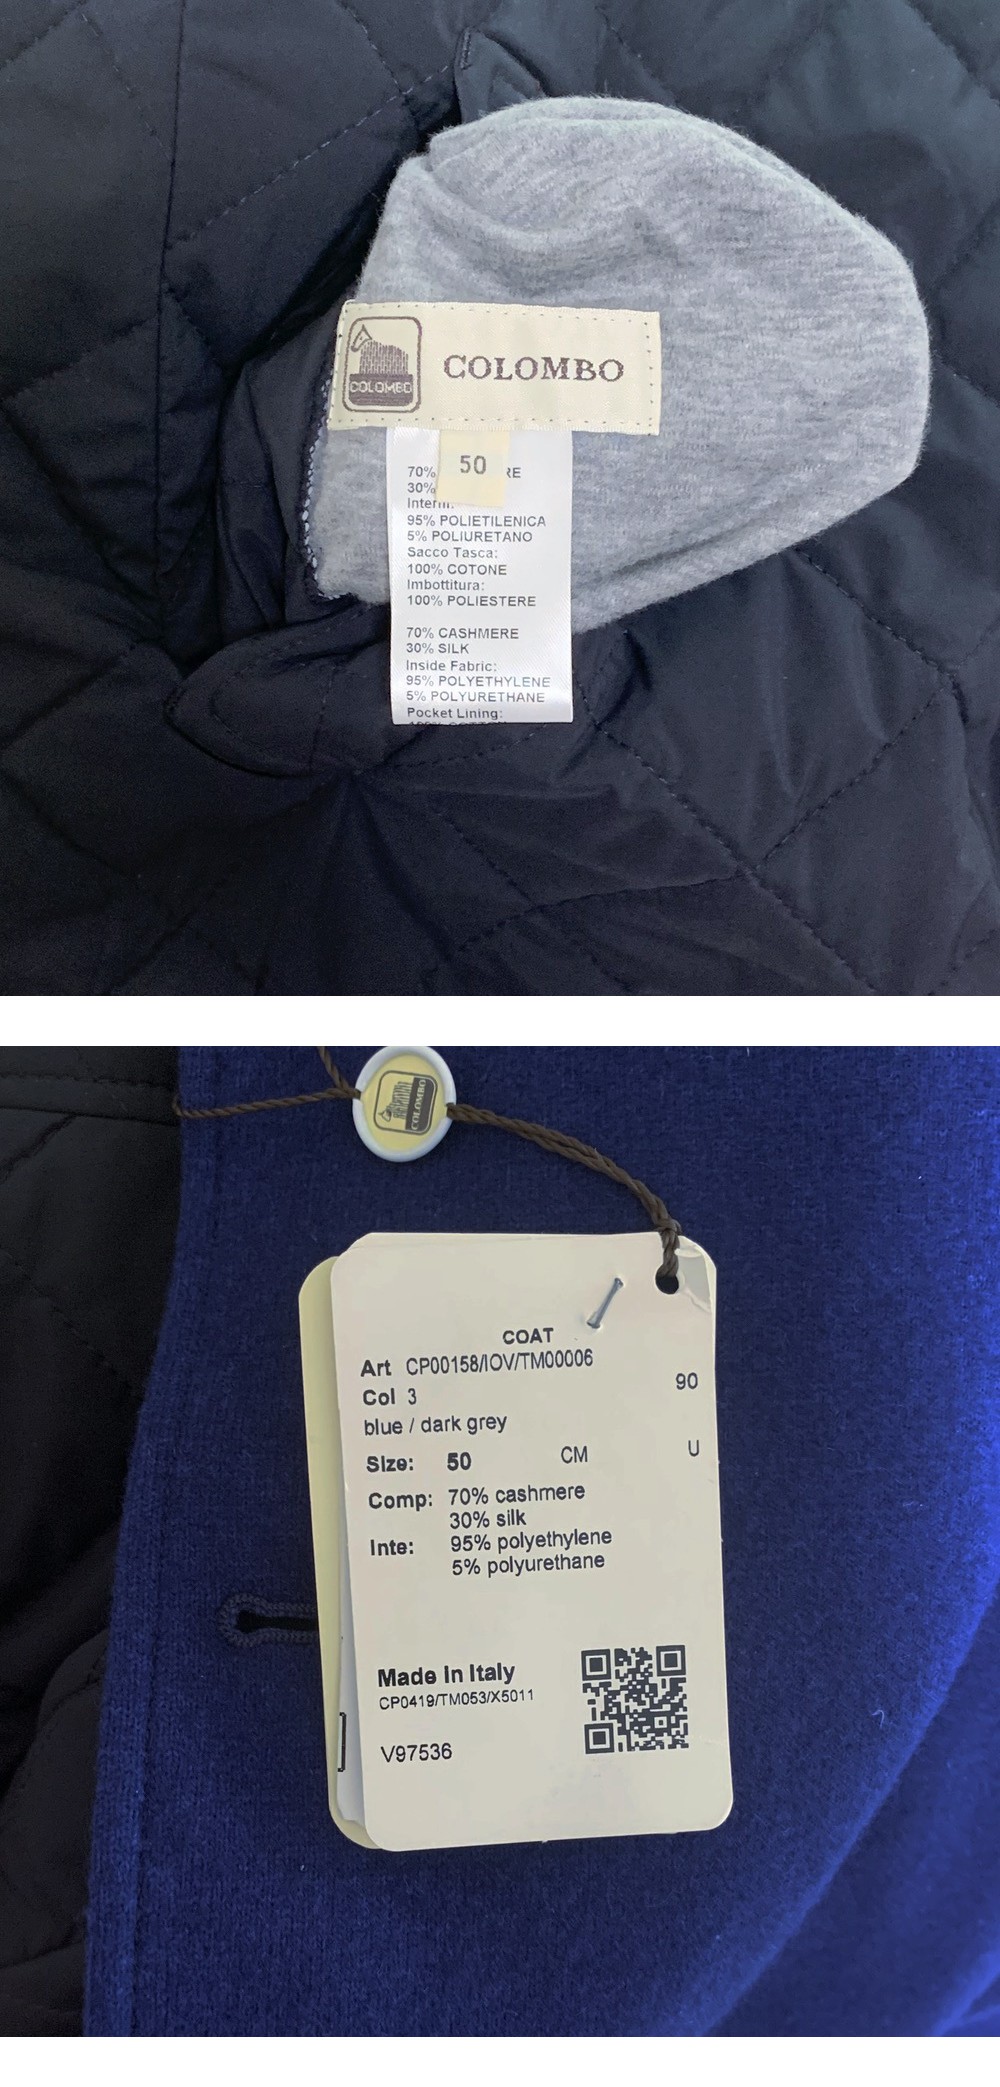 COLOMBO
COLOMBO
50
70% RE
30%
Interni:
95% POLIETILENICA
5% POLIURETANO
Sacco Tasca:
100% COTONE
Imbottitura:
100% POLIESTERE
70% CASHMERE
30% SILK
Inside Fabric:
95% POLYETHYLENE
5% POLYURETHANE
Pocket Lining:
COLOMBO
COAT
Art CP00158/IOV/TM00006
Col 3 90
blue / dark grey
Size: 50 CM U
Comp: 70% cashmere
30% silk
Inte: 95% polyethylene
5% polyurethane
Made In Italy
CP0419/TM053/X5011
V97536